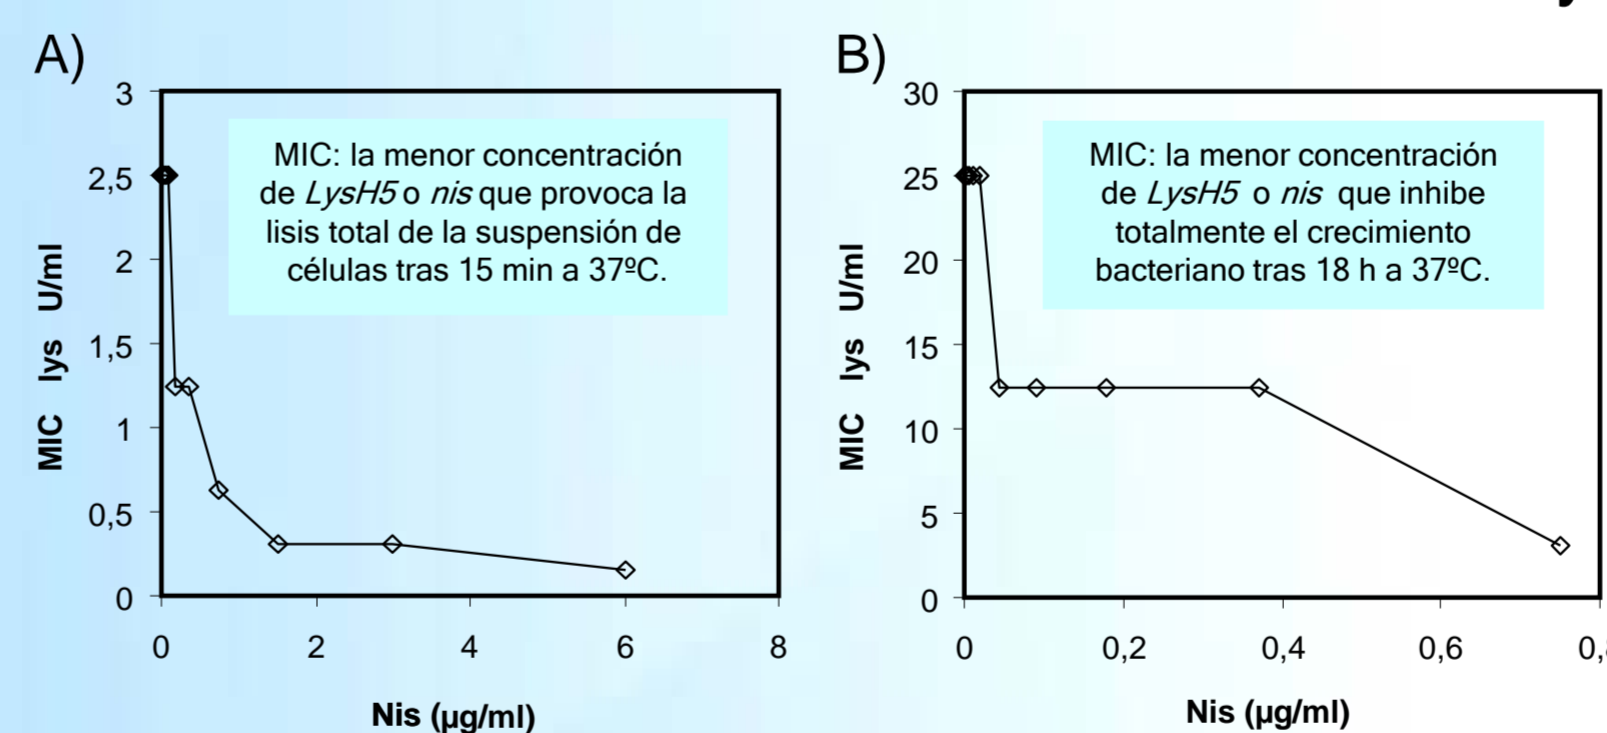 A)
MIC: la menor concentración
de LysH5 o nis que provoca la
lisis total de la suspensión de
células tras 15 min a 37ºC.
3
2,5
2
1,5
1
0,5
0
MIC lys U/ml
0 2 4 6 8
Nis (µg/ml)
B)
MIC: la menor concentración
de LysH5 o nis que inhibe
totalmente el crecimiento
bacteriano tras 18 h a 37ºC.
30
25
20
15
10
5
0
MIC lys U/ml
0 0,2 0,4 0,6
Nis (µg/ml)